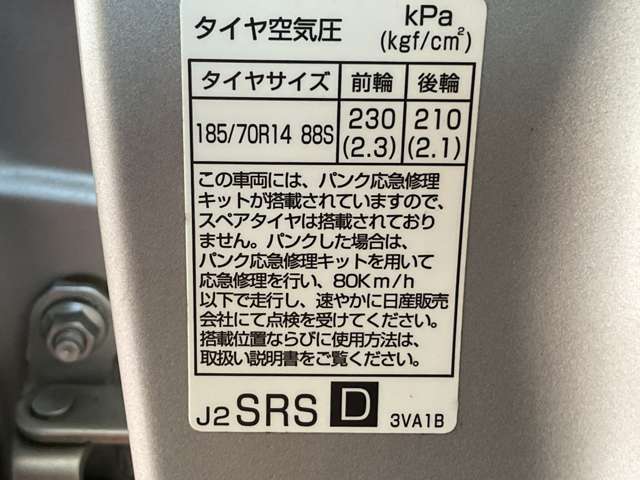 タイヤ空気圧 kPa
(kgf/cm²)
タイヤサイズ 前輪 後輪
185/70R14 88S 230 210
(2.3) (2.1)
この車両には、パンク応急修理
キットが搭載されていますので、
スペアタイヤは搭載されており
ません。パンクした場合は、
パンク応急修理キットを用いて
応急修理を行い、80Km/h
以下で走行し、速やかに日産販売
会社にて点検を受けてください。
搭載位置ならびに使用方法は、
取扱い説明書をご覧ください。
J2 SRS D 3VA1B